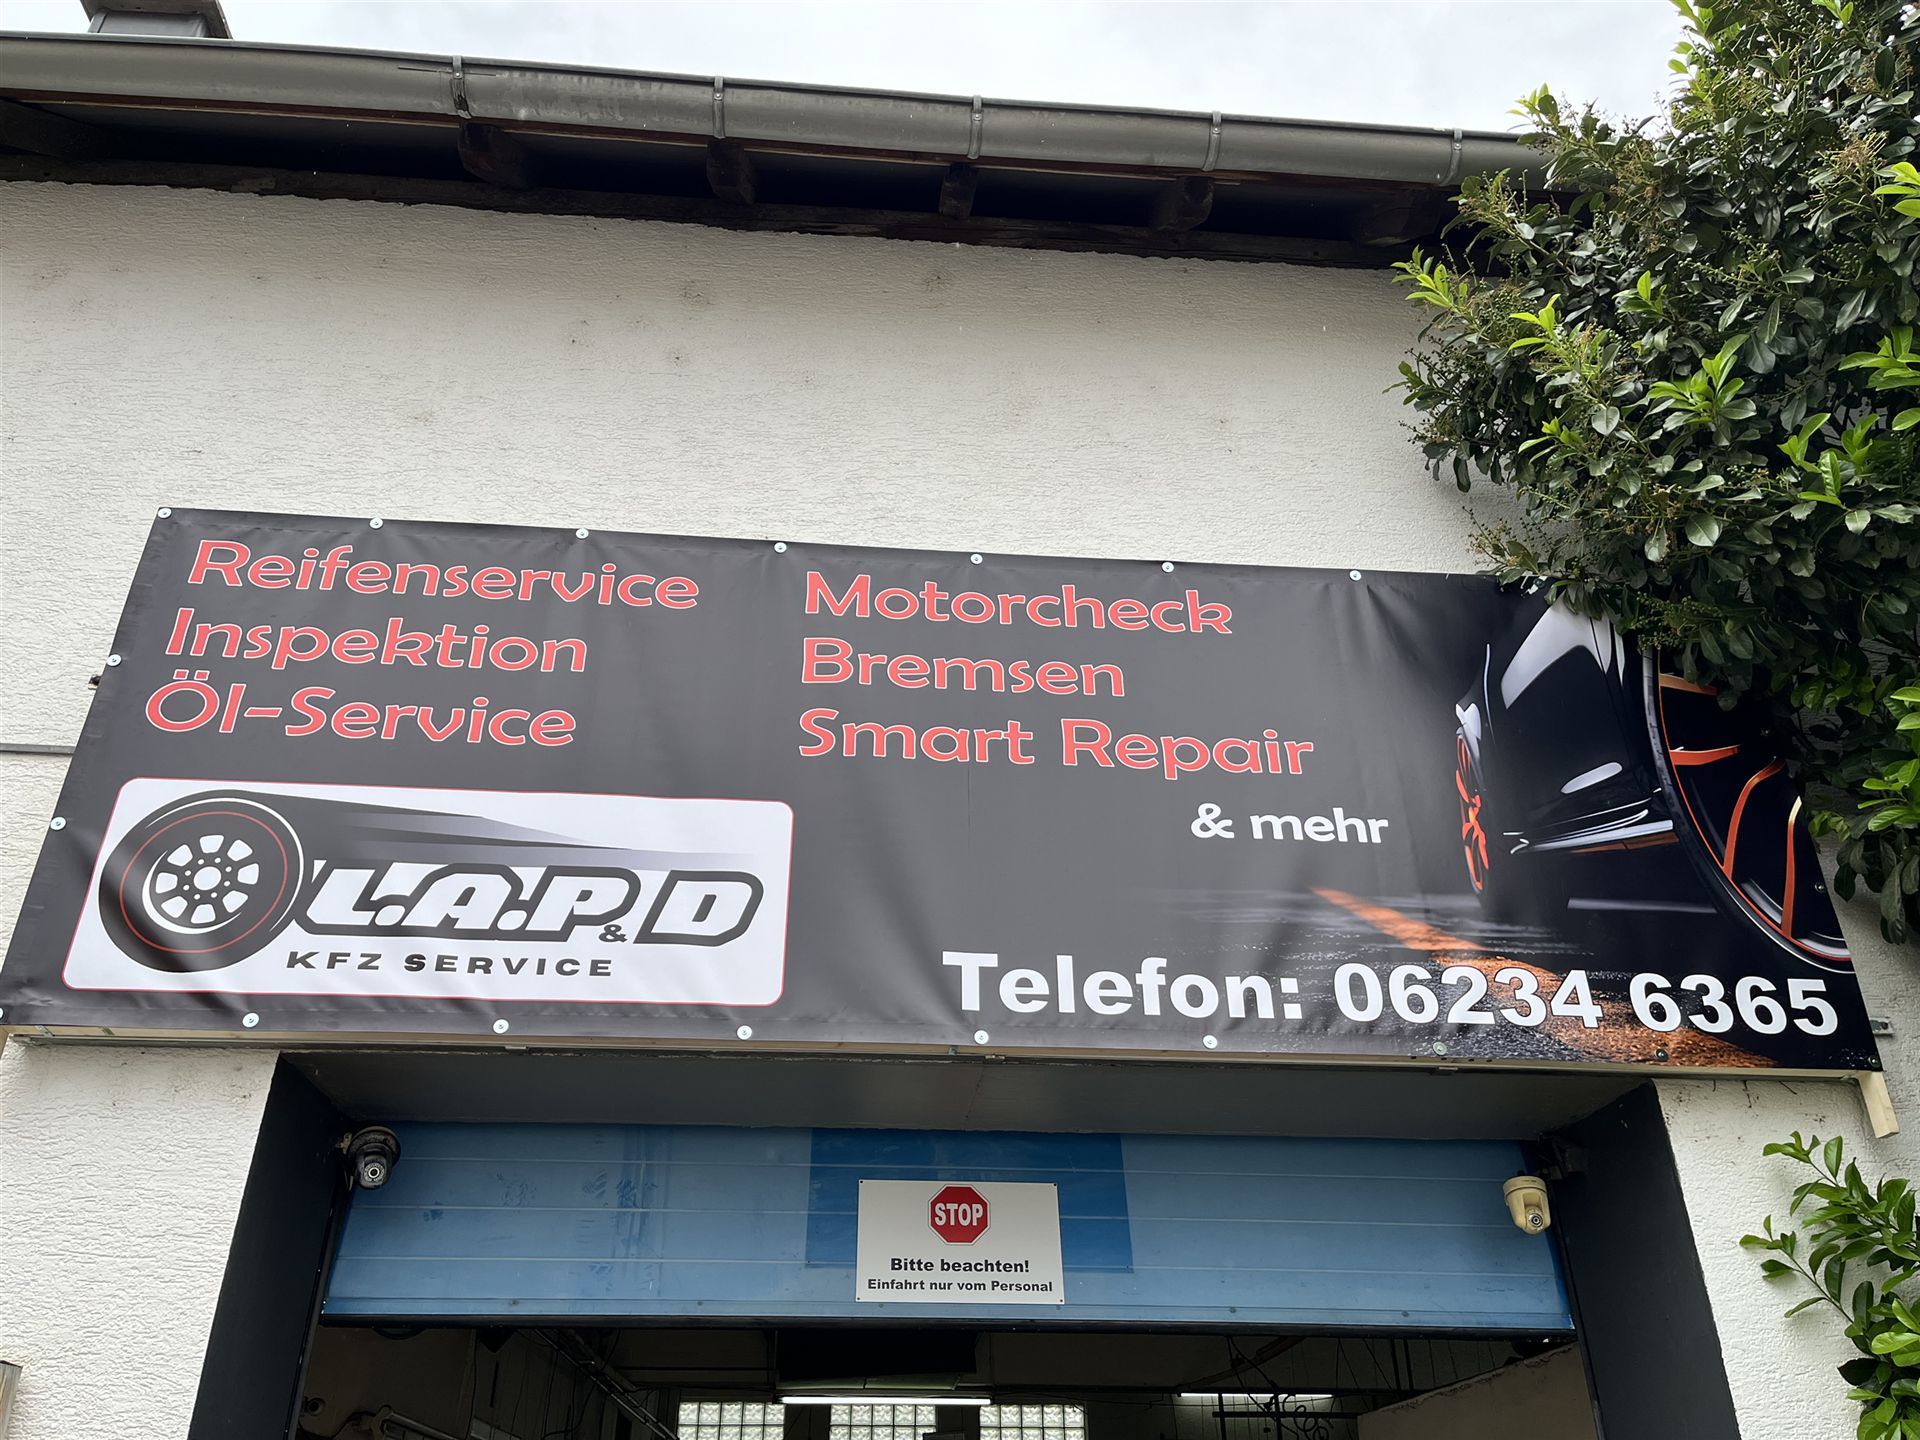 Reifenservice
Inspektion
Öl-Service
Motorcheck
Bremsen
Smart Repair
& mehr
L.A.P.&D
KFZ SERVICE
Telefon: 06234 6365
STOP
Bitte beachten!
Einfahrt nur vom Personal